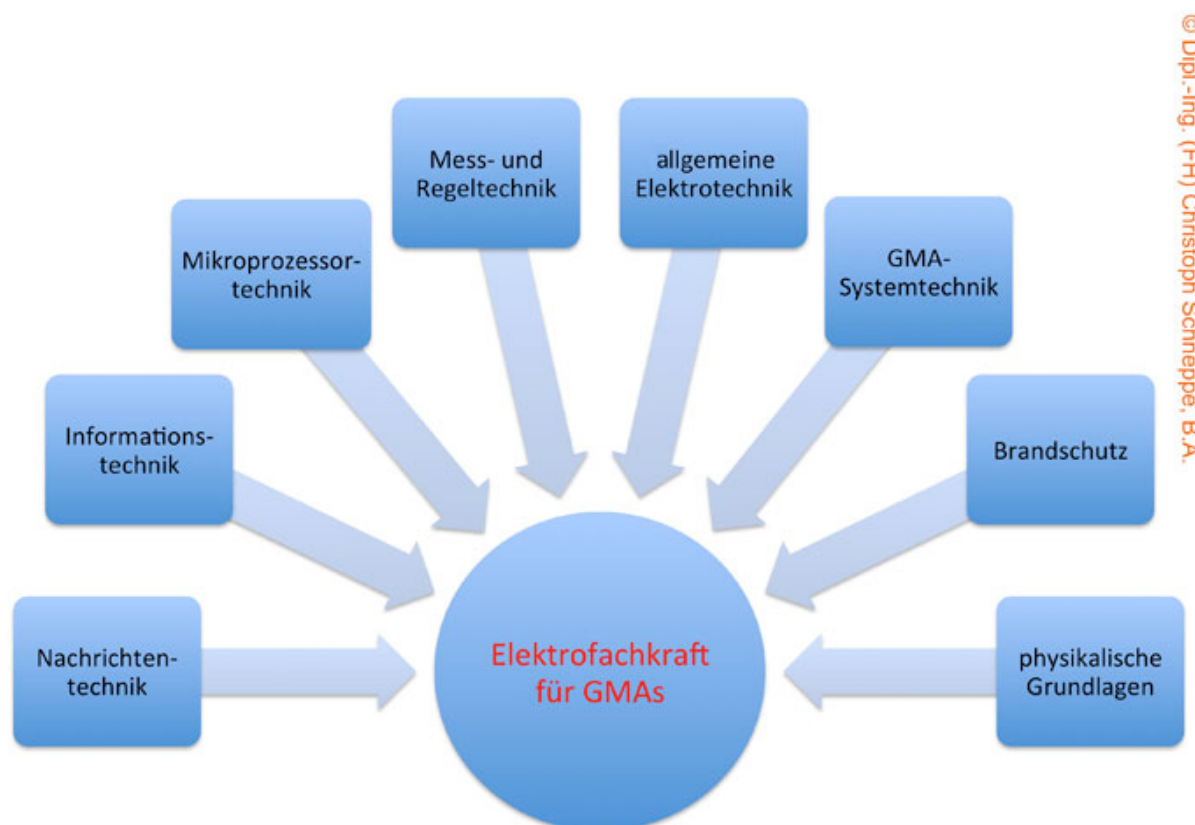 Mess- und
Regeltechnik
allgemeine
Elektrotechnik
Mikroprozessor-
technik
GMA-
Systemtechnik
Informations-
technik
Brandschutz
Nachrichten-
technik
physikalische
Grundlagen
Elektrofachkraft
für GMAs
© Dipl.-Ing. (FH) Christoph Schneppe, B.A.